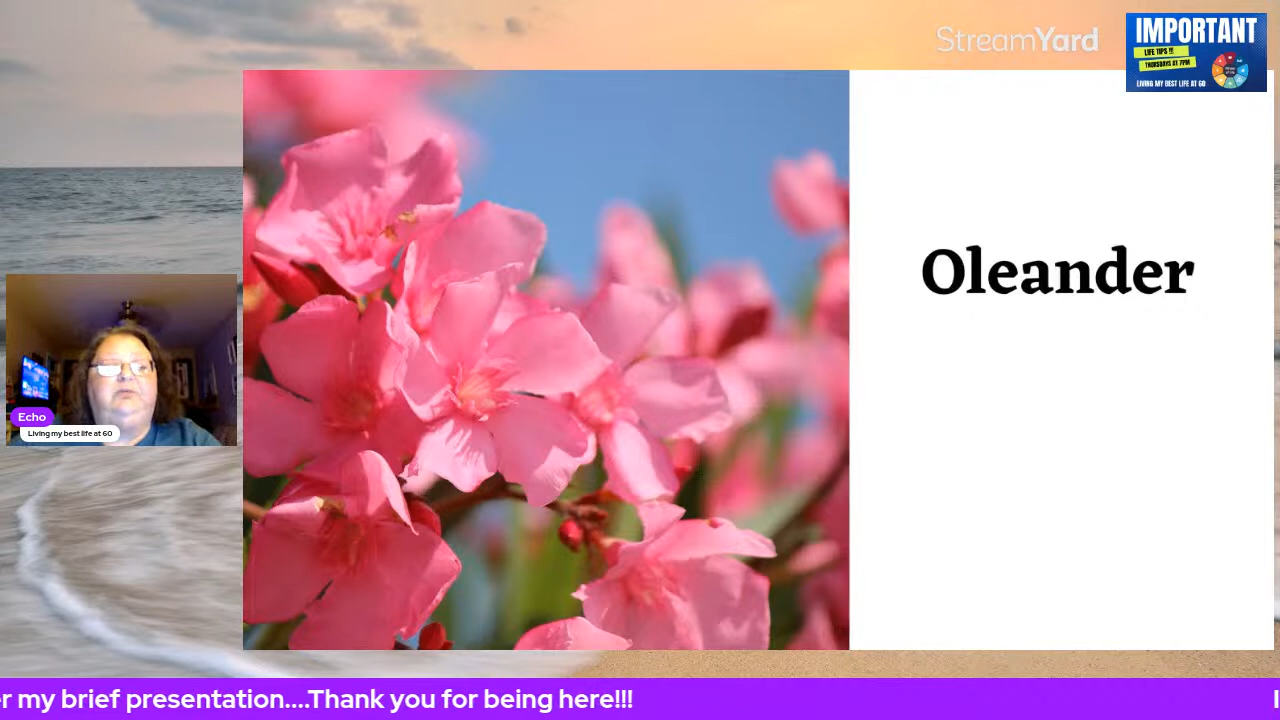 StreamYard
IMPORTANT
LIFE TIPS !!!
THURSDAYS AT 7PM
LIVING MY BEST LIFE AT 60
Oleander
Echo
Living my best life at 60
r my brief presentation....Thank you for being here!!!